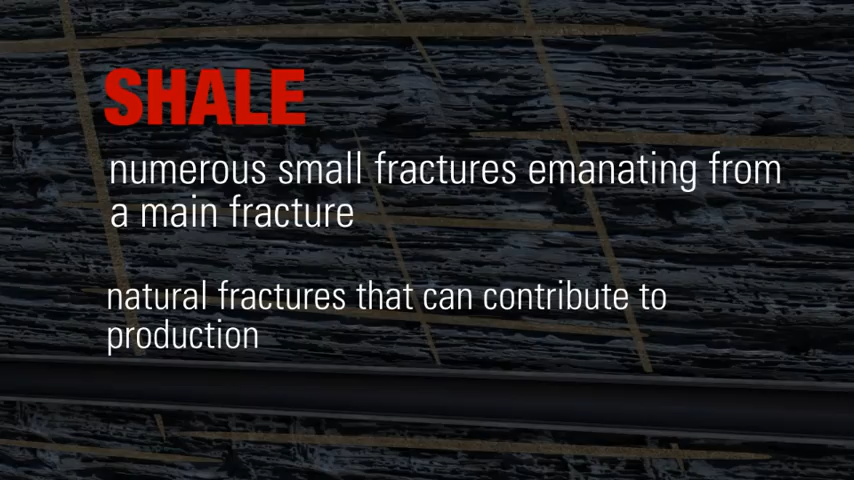 SHALE
numerous small fractures emanating from
a main fracture
natural fractures that can contribute to
production